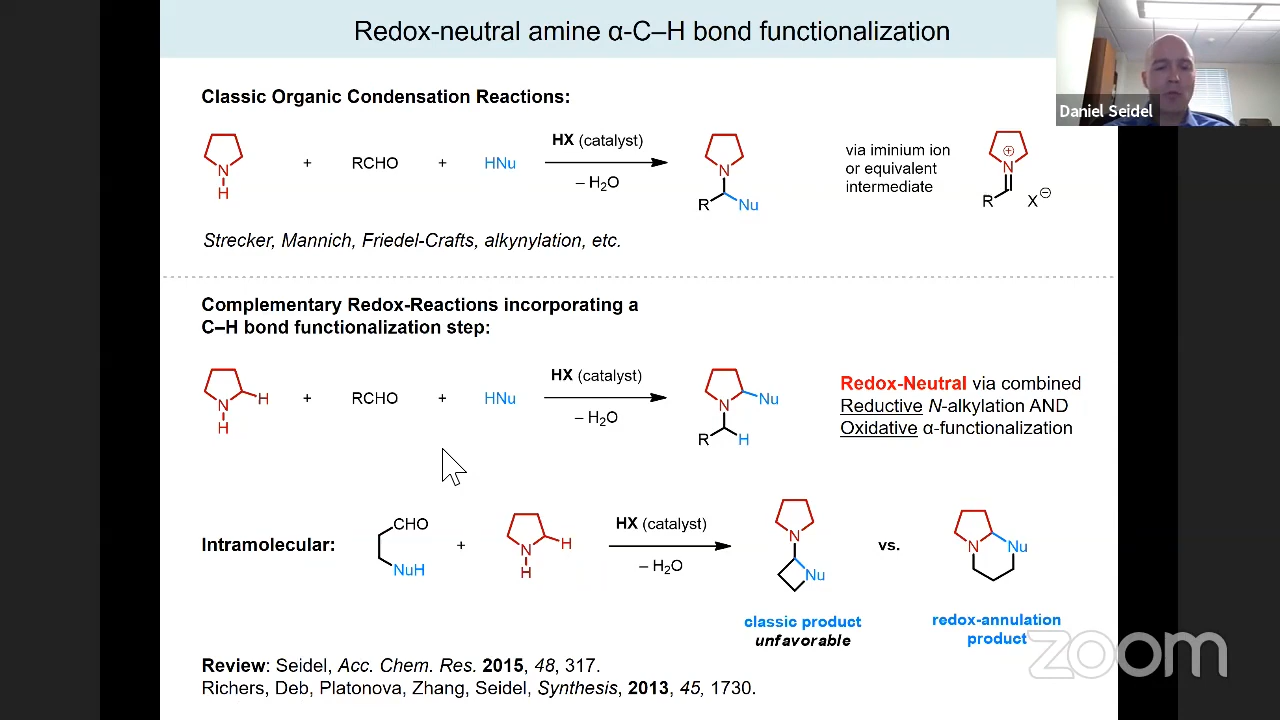 Redox-neutral amine α-C–H bond functionalization
Daniel Seidel
Classic Organic Condensation Reactions:
N
H
+
RCHO
+
HNu
HX (catalyst)
– H2O
N
R
Nu
via iminium ion
or equivalent
intermediate
+
N
R
X⊖
Strecker, Mannich, Friedel-Crafts, alkynylation, etc.
Complementary Redox-Reactions incorporating a
C–H bond functionalization step:
N
H
H
+
RCHO
+
HNu
HX (catalyst)
– H2O
N
Nu
R
H
Redox-Neutral via combined
Reductive N-alkylation AND
Oxidative α-functionalization
Intramolecular:
CHO
NuH
+
N
H
H
HX (catalyst)
– H2O
N
Nu
classic product
unfavorable
vs.
N
Nu
redox-annulation
product
Review: Seidel, Acc. Chem. Res. 2015, 48, 317.
Richers, Deb, Platonova, Zhang, Seidel, Synthesis, 2013, 45, 1730.
zoom